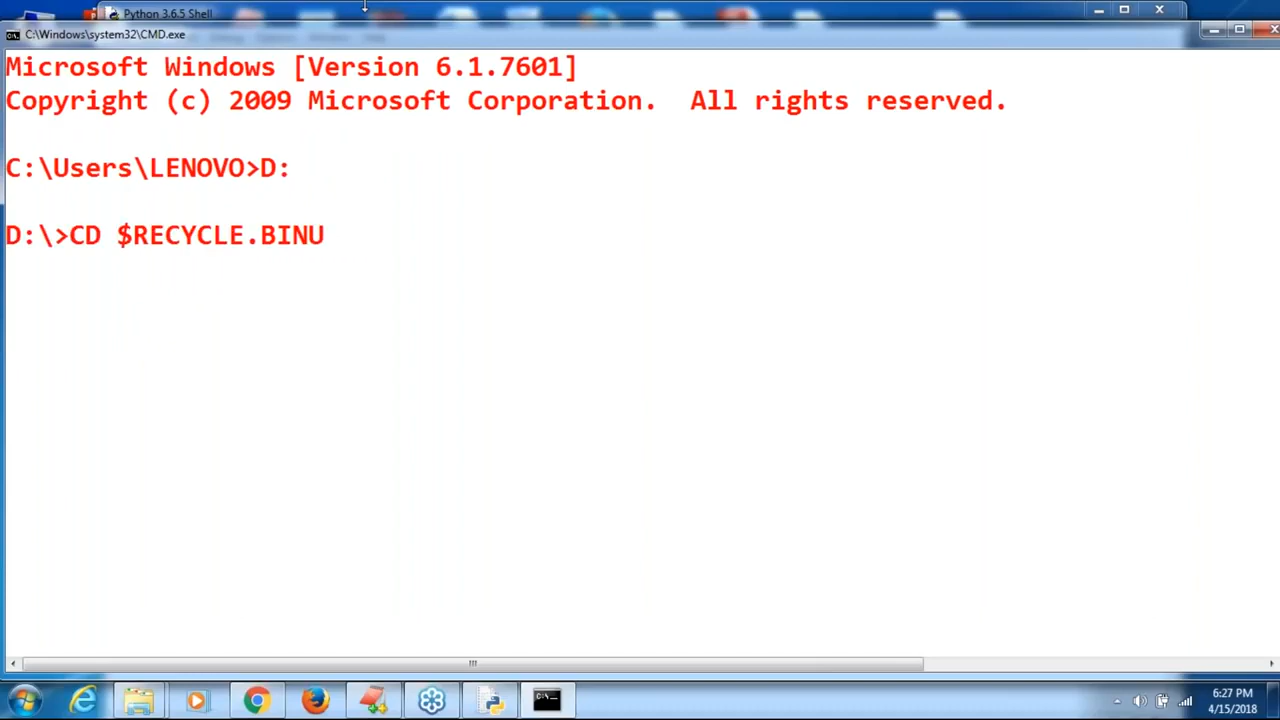 Python 3.6.5 Shell
C:\Windows\system32\CMD.exe
Microsoft Windows [Version 6.1.7601]
Copyright (c) 2009 Microsoft Corporation.  All rights reserved.
C:\Users\LENOVO>D:
D:\>CD $RECYCLE.BINU
6:27 PM
4/15/2018